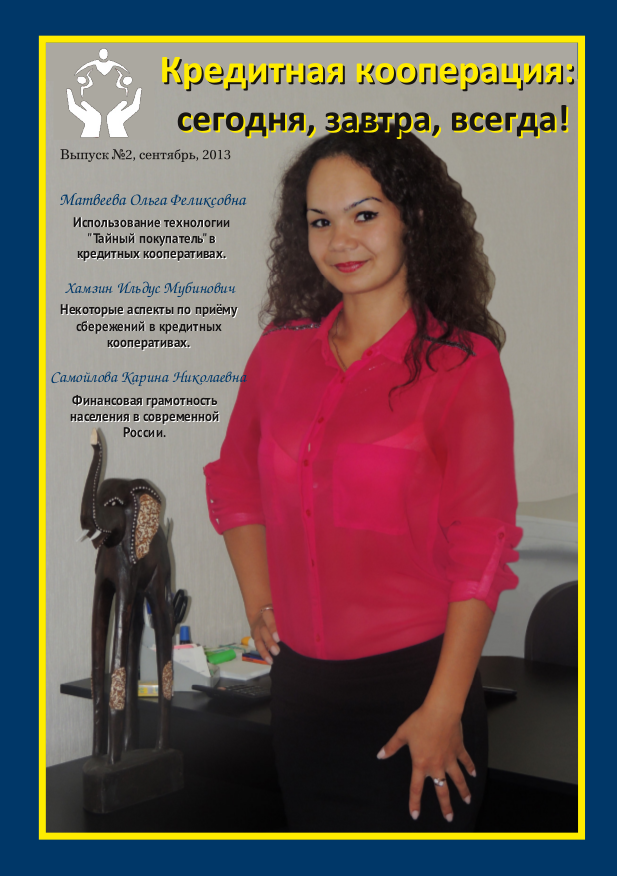 Кредитная кооперация:
сегодня, завтра, всегда!
Выпуск №2, сентябрь, 2013
Матвеева Ольга Феликсовна
Использование технологии
"Тайный покупатель" в
кредитных кооперативах.
Хамзин Ильдус Мубинович
Некоторые аспекты по приёму
сбережений в кредитных
кооперативах.
Самойлова Карина Николаевна
Финансовая грамотность
населения в современной
России.